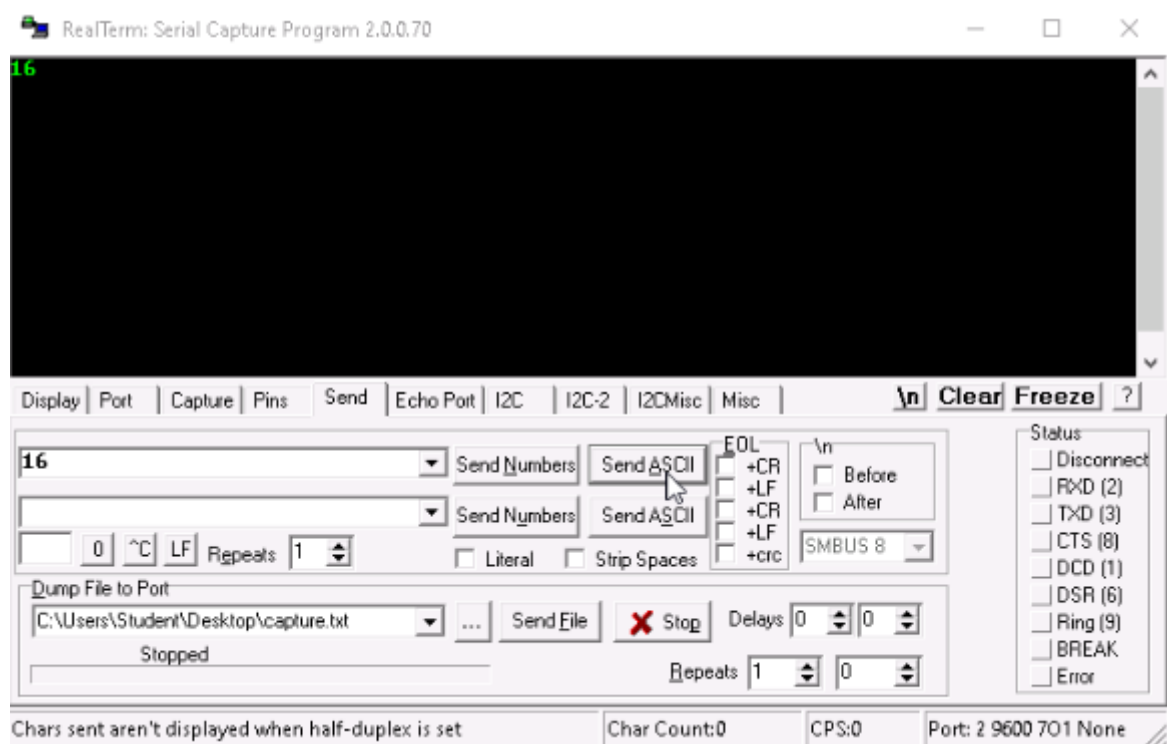 RealTerm: Serial Capture Program 2.0.0.70
16
Display Port Capture Pins Send Echo Port I2C I2C-2 I2CMisc Misc \n Clear Freeze ?
16 Send Numbers Send ASCII
Send Numbers Send ASCII
0 ^C LF Repeats 1 Literal Strip Spaces
EOL
+CR
+LF
+CR
+LF
+crc
\n
Before
After
SMBUS 8
Dump File to Port
C:\Users\Student\Desktop\capture.txt ... Send File Stop Delays 0 0
Stopped
Repeats 1 0
Status
Disconnect
RXD (2)
TXD (3)
CTS (8)
DCD (1)
DSR (6)
Ring (9)
BREAK
Error
Chars sent aren't displayed when half-duplex is set Char Count:0 CPS:0 Port: 2 9600 7O1 None